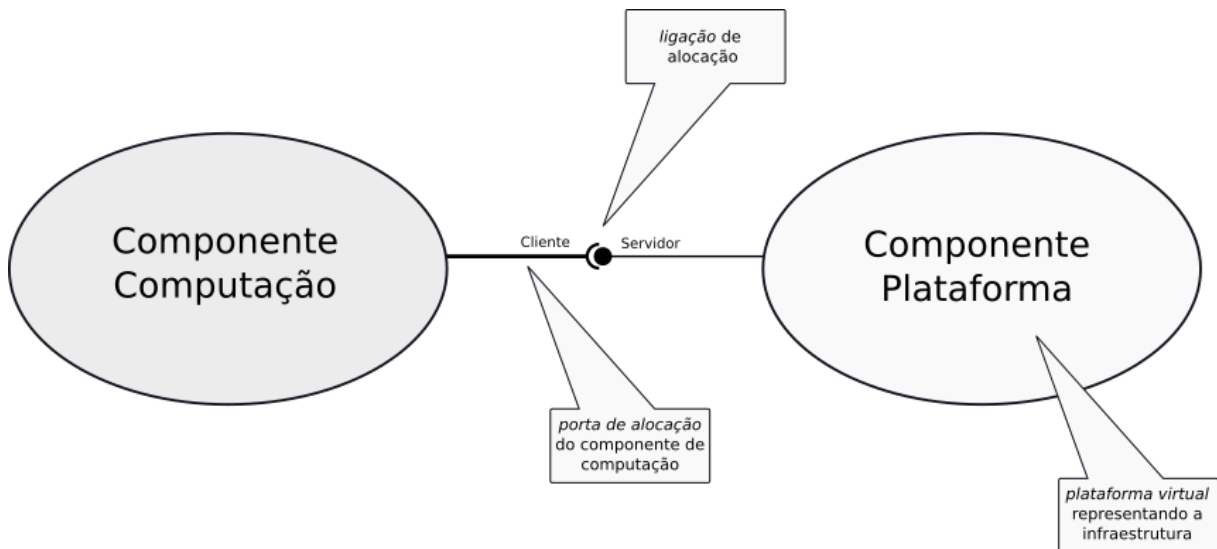 ligação de
alocação
Componente
Computação
Cliente
Servidor
Componente
Plataforma
porta de alocação
do componente de
computação
plataforma virtual
representando a
infraestrutura